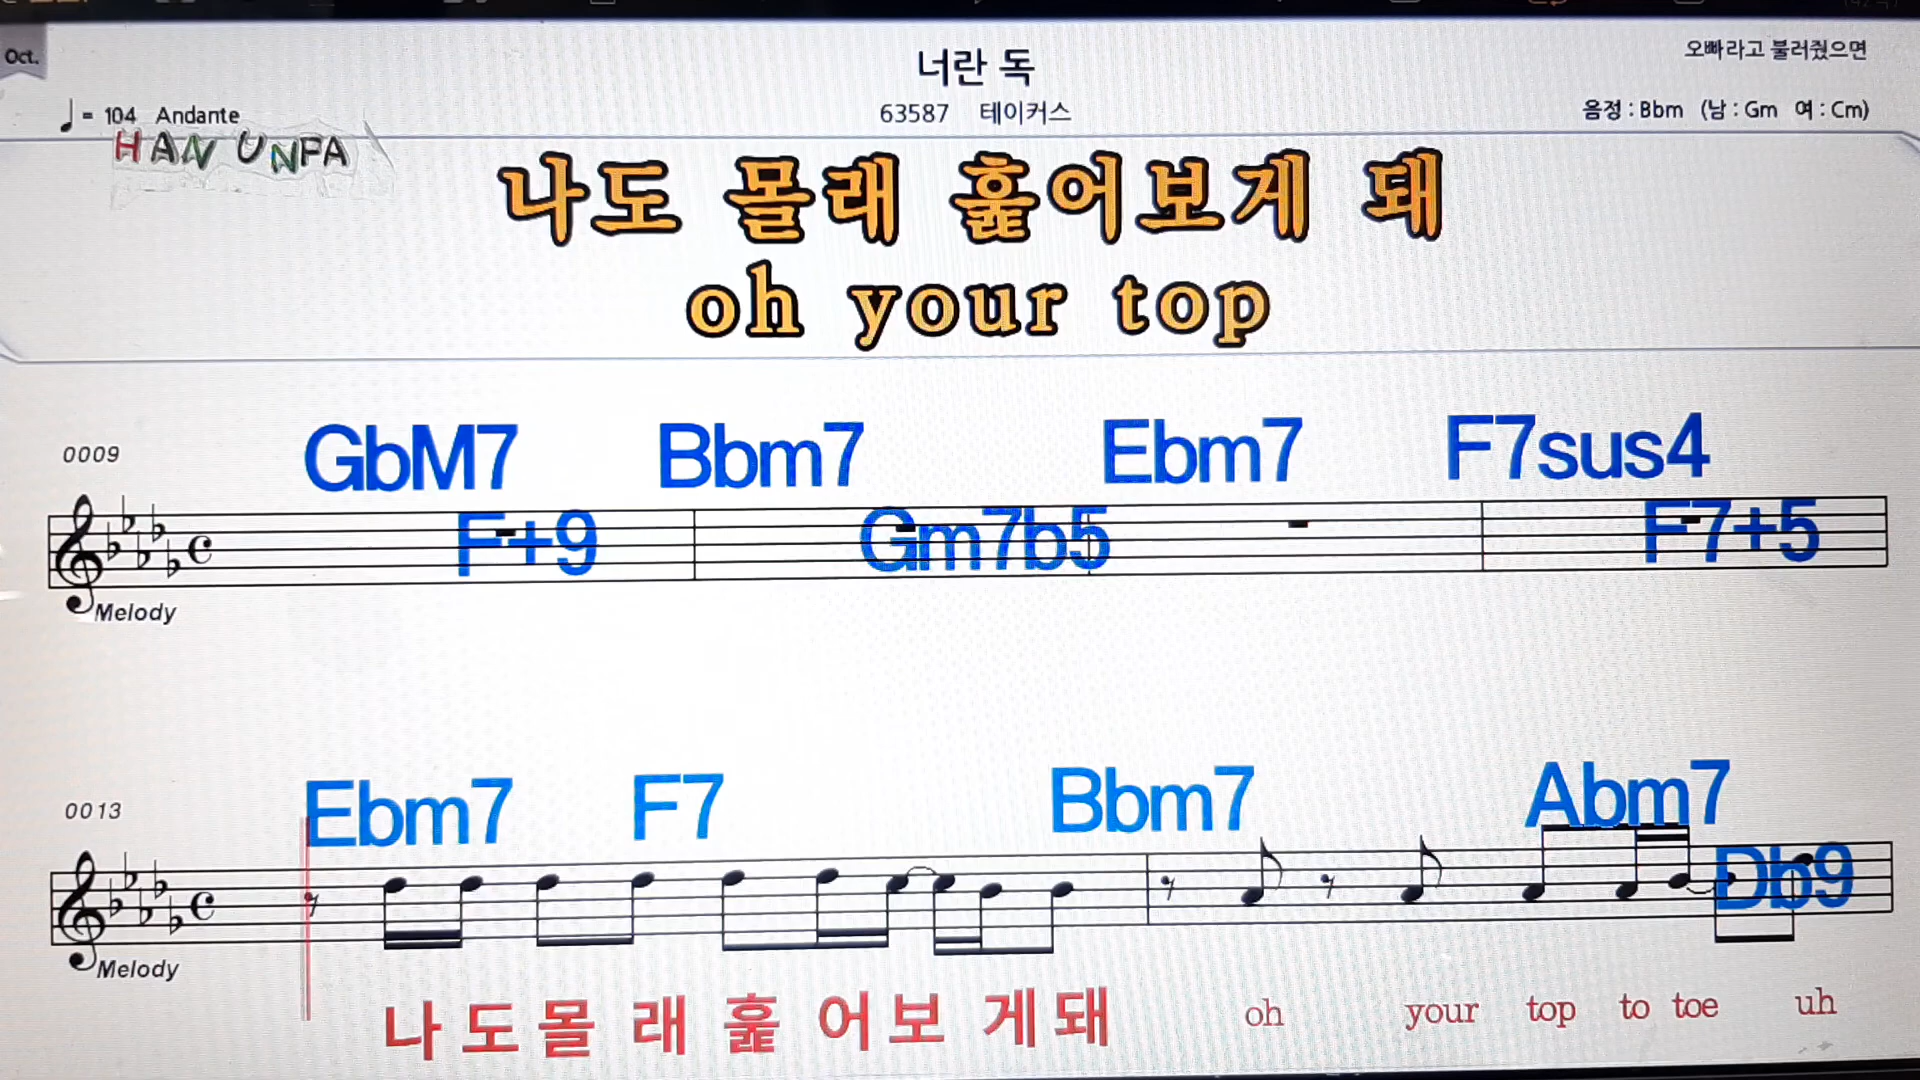 Oct.
너란 독
오빠라고 불러줬으면
♩ = 104 Andante
63587 테이커스
음정 : Bbm (남 : Gm 여 : Cm)
HAN UNFA
나도 몰래 훑어보게 돼
oh your top
0009
GbM7 Bbm7 Ebm7 F7sus4
F+9 Gm7b5 F7+5
Melody
0013
Ebm7 F7 Bbm7 Abm7
Db9
Melody
나 도 몰 래 훑 어 보 게 돼 oh your top to toe uh